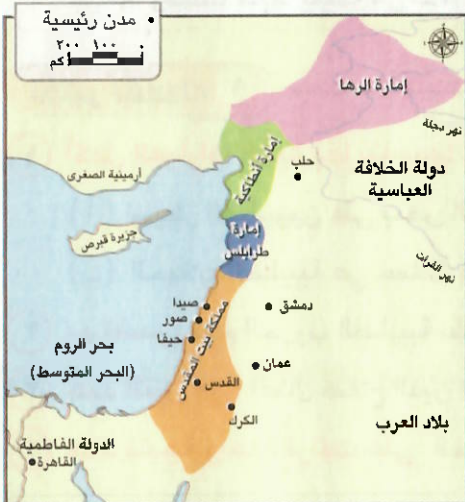 مدن رئيسية
٢٠٠ ١٠٠ ٠
كم
إمارة الرها
نهر دجلة
إمارة أنطاكية
حلب
دولة الخلافة
العباسية
أرمينية الصغرى
جزيرة قبرص
إمارة
طرابلس
نهر الفرات
صيدا
صور
حيفا
مملكة بيت المقدس
دمشق
بحر الروم
(البحر المتوسط)
عمان
القدس
الكرك
بلاد العرب
الدولة الفاطمية
القاهرة